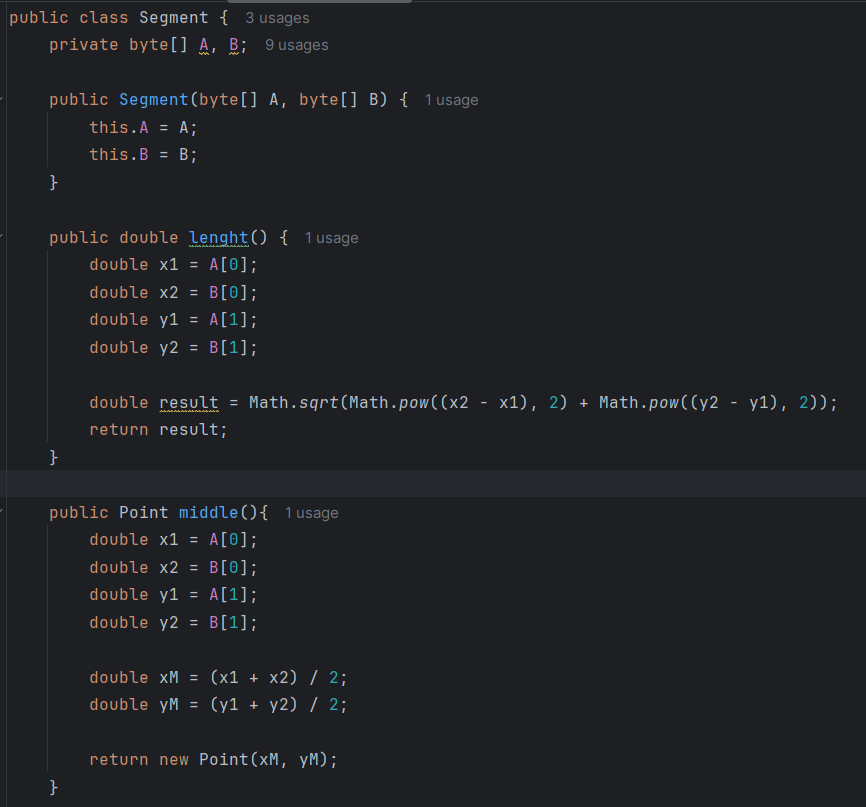 public class Segment {  3 usages
    private byte[] A, B;  9 usages

    public Segment(byte[] A, byte[] B) {  1 usage
        this.A = A;
        this.B = B;
    }

    public double lenght() {  1 usage
        double x1 = A[0];
        double x2 = B[0];
        double y1 = A[1];
        double y2 = B[1];

        double result = Math.sqrt(Math.pow((x2 - x1), 2) + Math.pow((y2 - y1), 2));
        return result;
    }

    public Point middle(){  1 usage
        double x1 = A[0];
        double x2 = B[0];
        double y1 = A[1];
        double y2 = B[1];

        double xM = (x1 + x2) / 2;
        double yM = (y1 + y2) / 2;

        return new Point(xM, yM);
    }